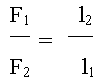 F₁ / F₂ = l₂ / l₁